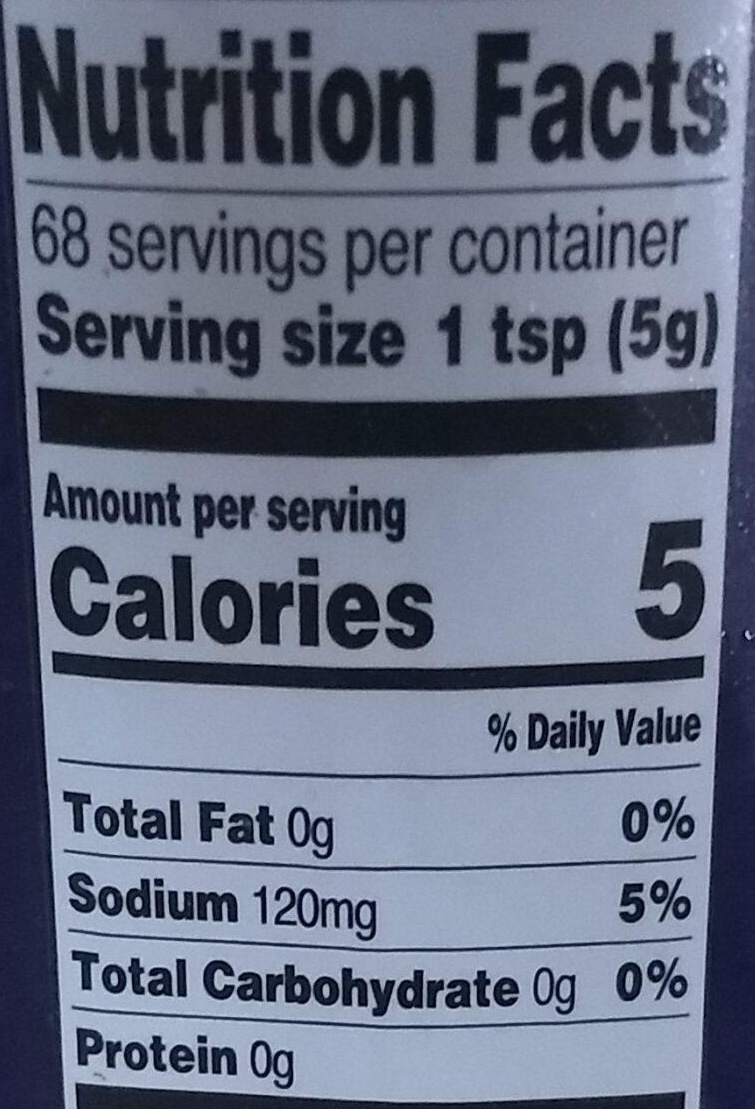 Nutrition Facts
68 servings per container
Serving size 1 tsp (5g)
Amount per serving
Calories 5
% Daily Value
Total Fat 0g 0%
Sodium 120mg 5%
Total Carbohydrate 0g 0%
Protein 0g